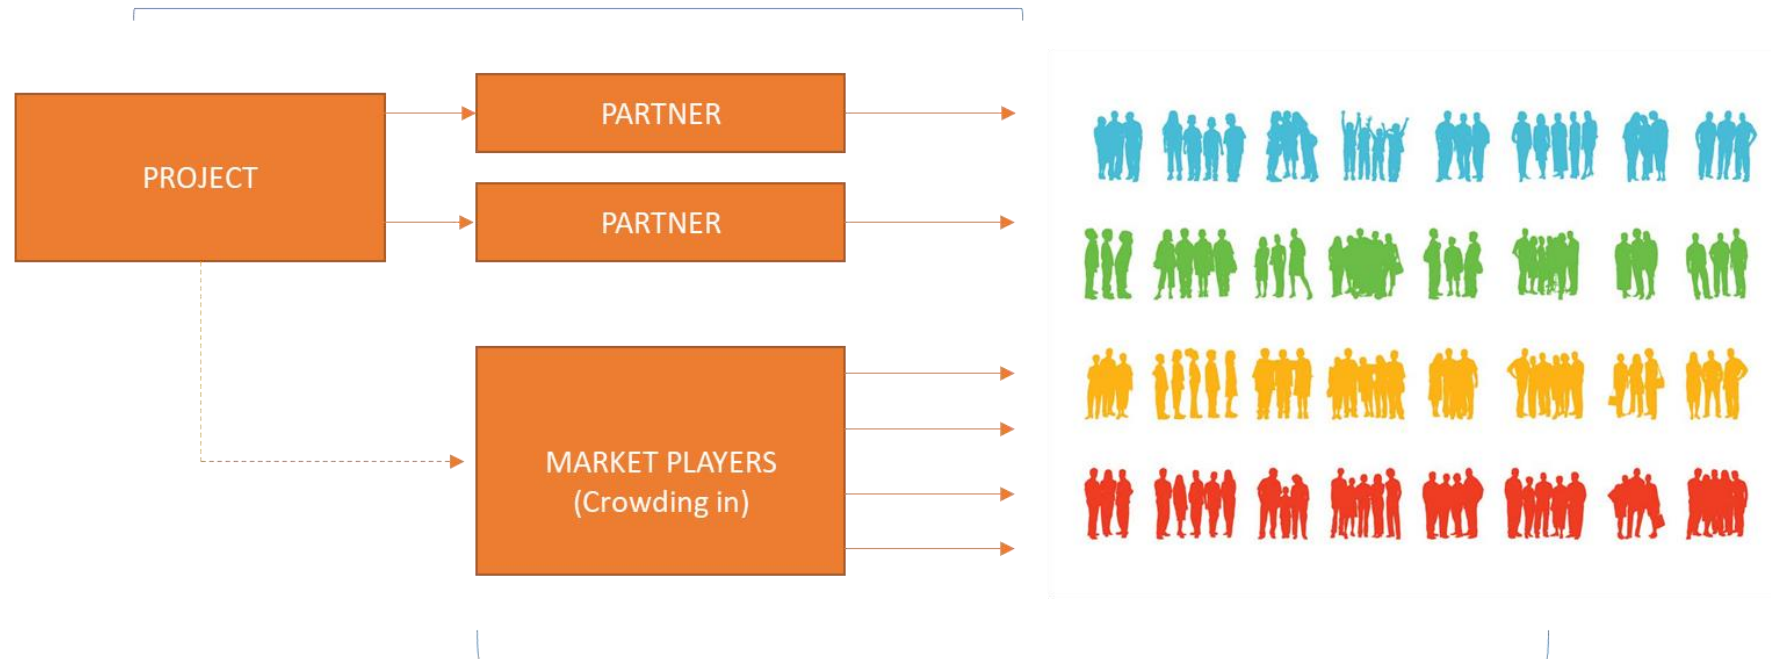 PROJECT
PARTNER
PARTNER
MARKET PLAYERS
(Crowding in)